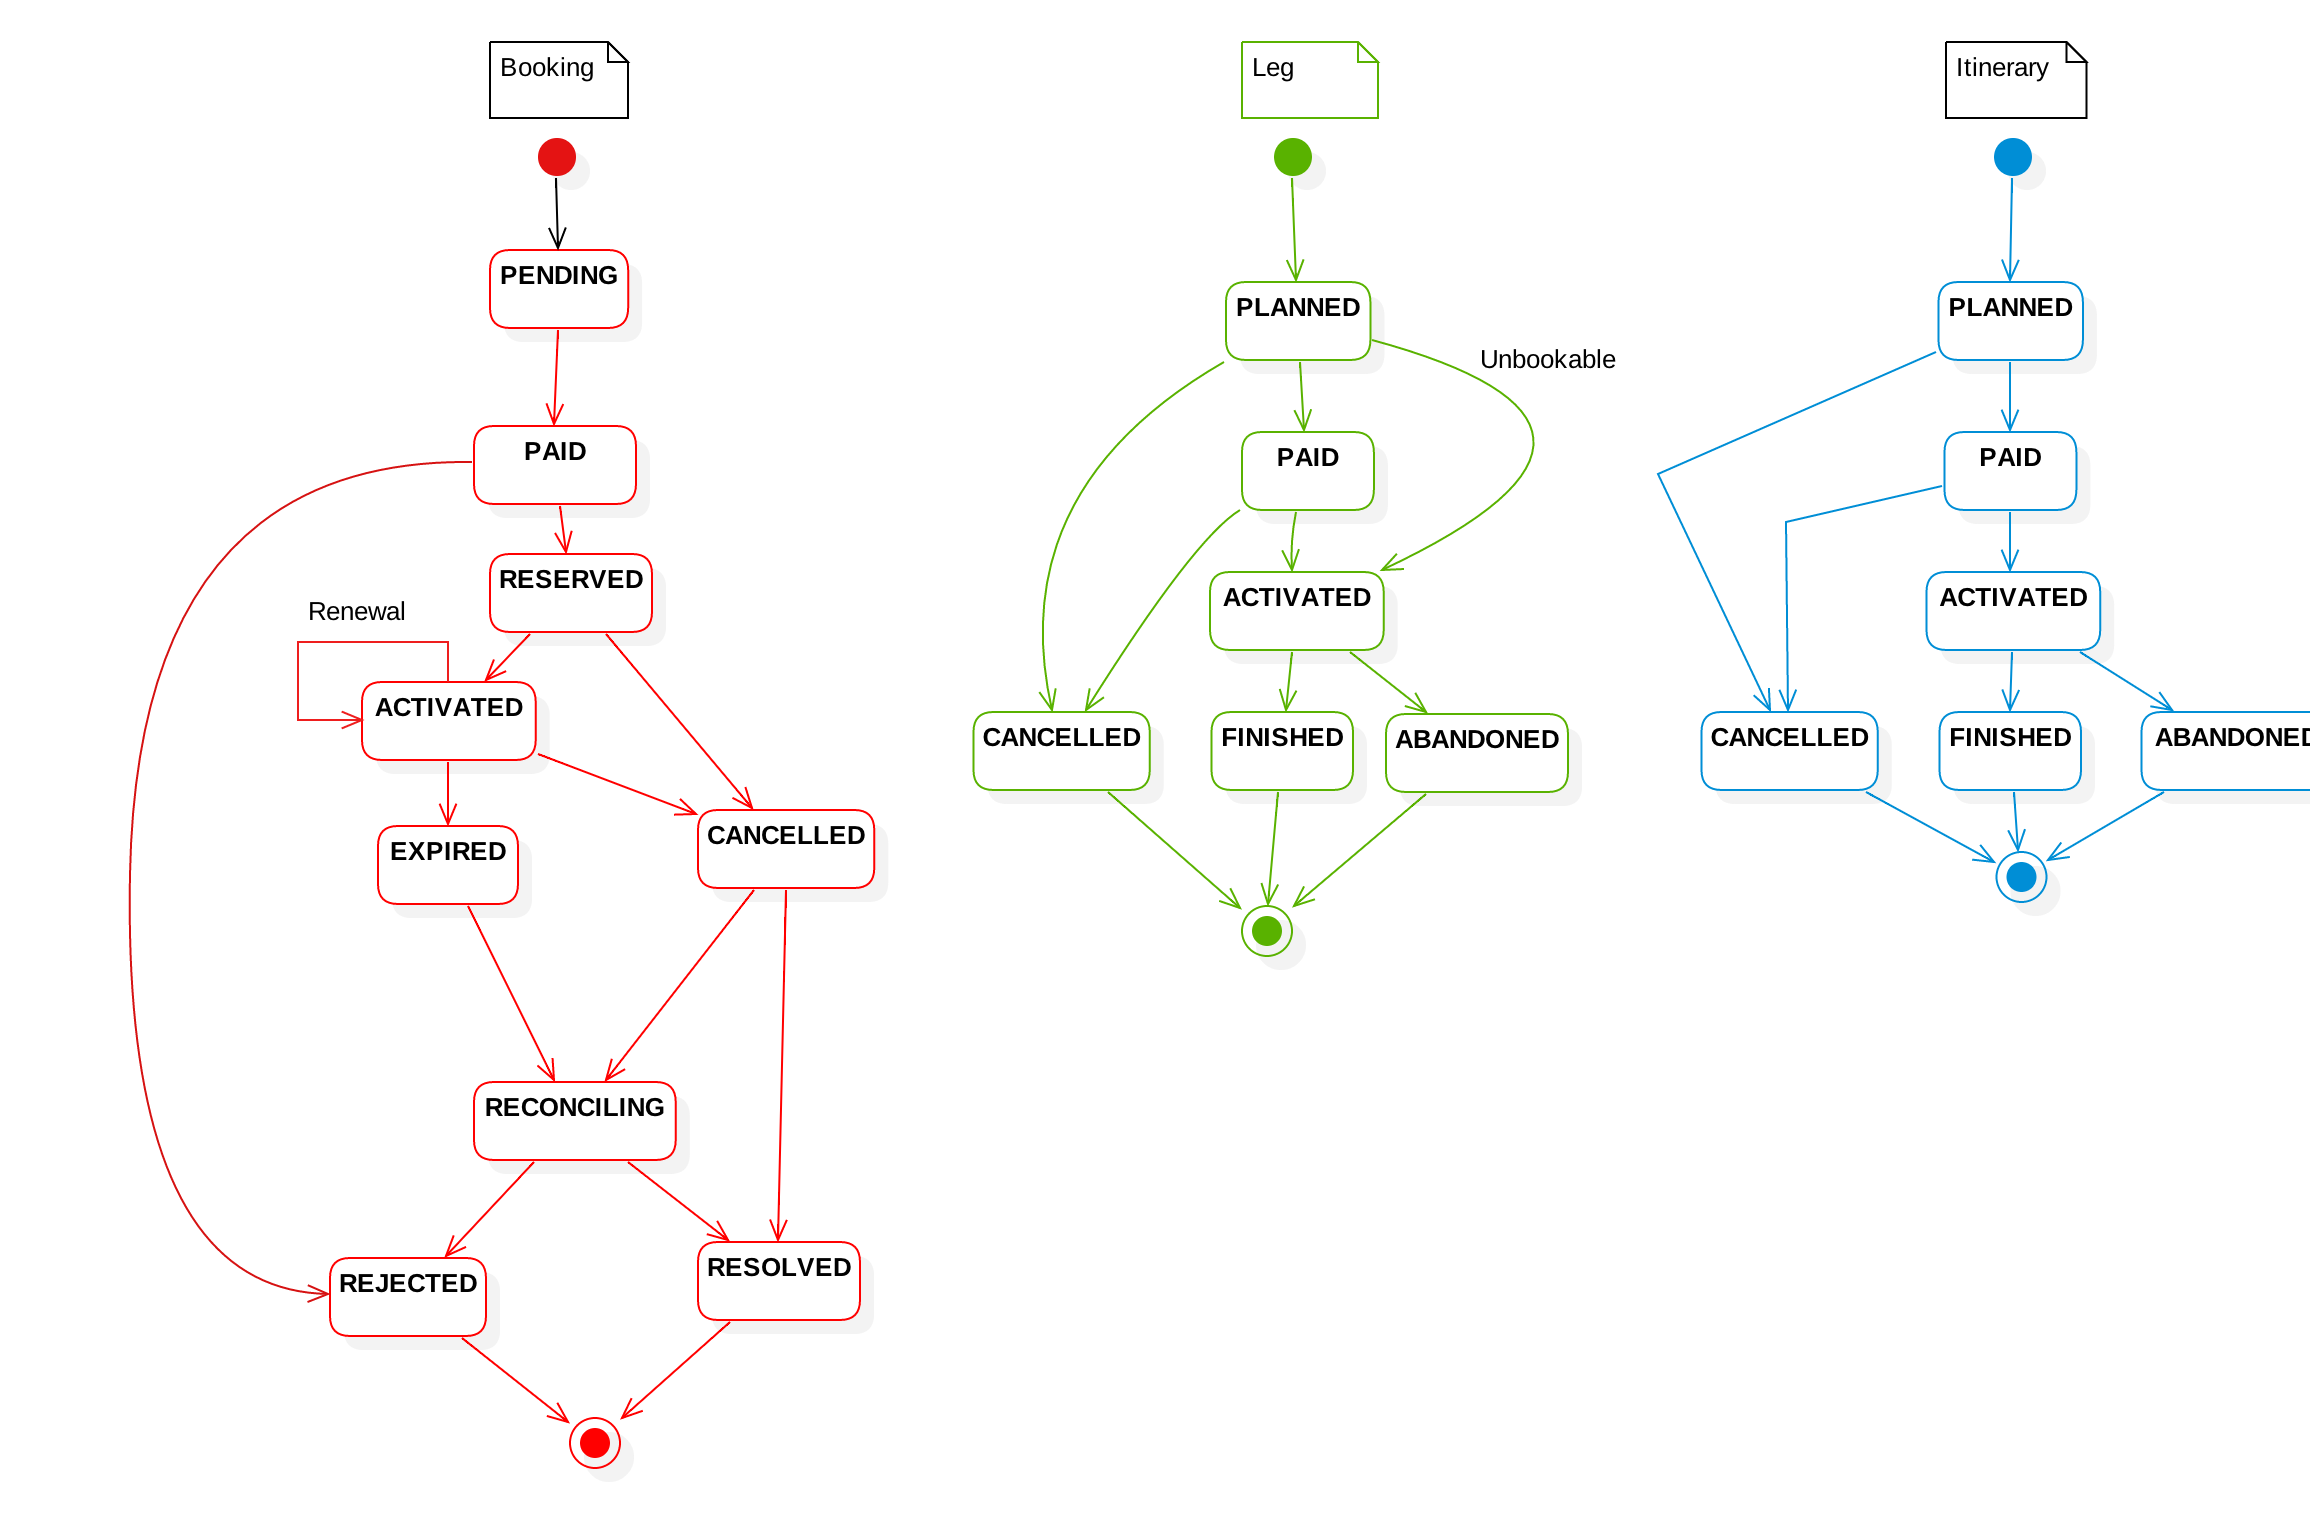 Booking
PENDING
PAID
RESERVED
Renewal
ACTIVATED
EXPIRED
CANCELLED
RECONCILING
REJECTED
RESOLVED
Leg
PLANNED
Unbookable
PAID
ACTIVATED
CANCELLED
FINISHED
ABANDONED
Itinerary
PLANNED
PAID
ACTIVATED
CANCELLED
FINISHED
ABANDONED